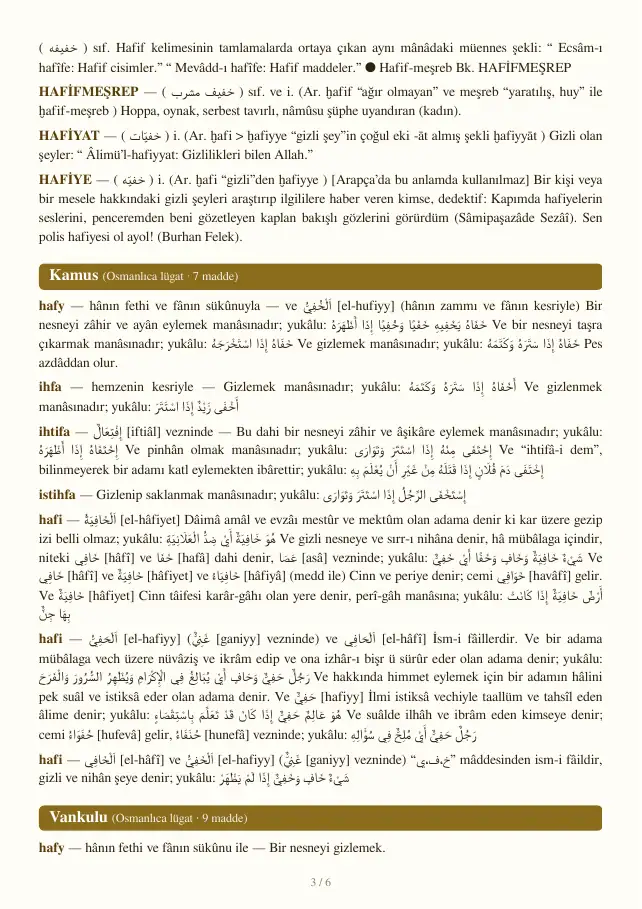 ( خفيفه ) sıf. Hafif kelimesinin tamlamalarda ortaya çıkan aynı mânâdaki müennes şekli: “ Ecsâm-ı
hafîfe: Hafif cisimler.” “ Mevâdd-ı hafîfe: Hafif maddeler.” ● Hafif-meşreb Bk. HAFİFMEŞREP
HAFİFMEŞREP — ( خفيف مشرب ) sıf. ve i. (Ar. ḫafіf “ağır olmayan” ve meşreb “yaratılış, huy” ile
ḫafif-meşreb ) Hoppa, oynak, serbest tavırlı, nâmûsu şüphe uyandıran (kadın).
HAFİYAT — ( خفيّات ) i. (Ar. ḫafi > ḫafiyye “gizli şey”in çoğul eki -āt almış şekli ḫafiyyāt ) Gizli olan
şeyler: “ Âlimü’l-hafiyyat: Gizlilikleri bilen Allah.”
HAFİYE — ( خفيّه ) i. (Ar. ḫafi “gizli”den ḫafiyye ) [Arapça’da bu anlamda kullanılmaz] Bir kişi veya
bir mesele hakkındaki gizli şeyleri araştırıp ilgililere haber veren kimse, dedektif: Kapımda hafiyelerin
seslerini, penceremden beni gözetleyen kaplan bakışlı gözlerini görürdüm (Sâmipaşazâde Sezâî). Sen
polis hafiyesi ol ayol! (Burhan Felek).
Kamus (Osmanlıca lügat · 7 madde)
hafy — hânın fethi ve fânın sükûnuyla — ve اَلْخُفِيُّ [el-hufiyy] (hânın zammı ve fânın kesriyle) Bir
nesneyi zâhir ve ayân eylemek manâsınadır; yukâlu: خَفَاهُ يَخْفِيهِ خَفْيًا وَخُفِيًا إِذَا أَظْهَرَهُ Ve bir nesneyi taşra
çıkarmak manâsınadır; yukâlu: خَفَاهُ إِذَا اسْتَخْرَجَهُ Ve gizlemek manâsınadır; yukâlu: خَفَاهُ إِذَا سَتَرَهُ وَكَتَمَهُ Pes
azdâddan olur.
ihfa — hemzenin kesriyle — Gizlemek manâsınadır; yukâlu: أَخْفَاهُ إِذَا سَتَرَهُ وَكَتَمَهُ Ve gizlenmek
manâsınadır; yukâlu: أَخْفَى زَيْدٌ إِذَا اسْتَتَرَ
ihtifa — إِفْتِعَالٌ [iftiâl] vezninde — Bu dahi bir nesneyi zâhir ve âşikâre eylemek manâsınadır; yukâlu:
إِخْتَفَاهُ إِذَا أَظْهَرَهُ Ve pinhân olmak manâsınadır; yukâlu: إِخْتَفَى مِنْهُ إِذَا اسْتَتَرَ وَتَوَارَى Ve “ihtifâ-i dem”,
bilinmeyerek bir adamı katl eylemekten ibârettir; yukâlu: إِخْتَفَى دَمَ فُلَانٍ إِذَا قَتَلَهُ مِنْ غَيْرِ أَنْ يُعْلَمَ بِهِ
istihfa — Gizlenip saklanmak manâsınadır; yukâlu: إِسْتَخْفَى الرَّجُلُ إِذَا اسْتَتَرَ وَتَوَارَى
hafi — اَلْخَافِيَةُ [el-hâfiyet] Dâimâ amâl ve evzâı mestûr ve mektûm olan adama denir ki kar üzere gezip
izi belli olmaz; yukâlu: هُوَ خَافِيَةٌ أَيْ ضِدُّ الْعَلَانِيَةِ Ve gizli nesneye ve sırr-ı nihâna denir, hâ mübâlaga içindir,
niteki خَافِي [hâfî] ve خَفَا [hafâ] dahi denir, عَصَا [asâ] vezninde; yukâlu: شَيْءٌ خَافِيَةٌ وَخَافٍ وَخَفًا أَيْ خَفِيٌّ Ve
خَافِي [hâfî] ve خَافِيَةٌ [hâfiyet] ve خَافِيَاءُ [hâfiyâ] (medd ile) Cinn ve periye denir; cemi خَوَافِي [havâfî] gelir.
Ve خَافِيَةٌ [hâfiyet] Cinn tâifesi karâr-gâhı olan yere denir, perî-gâh manâsına; yukâlu: أَرْضٌ خَافِيَةٌ إِذَا كَانَتْ
بِهَا جِنٌّ
hafi — اَلْحَفِيُّ [el-hafiyy] (غَنِيٌّ [ganiyy] vezninde) ve اَلْحَافِي [el-hâfî] İsm-i fâillerdir. Ve bir adama
mübâlaga vech üzere nüvâziş ve ikrâm edip ve ona izhâr-ı bişr ü sürûr eder olan adama denir; yukâlu:
رَجُلٌ حَفِيٌّ وَحَافٍ أَيْ يُبَالِغُ فِي الْإِكْرَامِ وَيُظْهِرُ السُّرُورَ وَالْفَرَحَ Ve hakkında himmet eylemek için bir adamın hâlini
pek suâl ve istiksâ eder olan adama denir. Ve حَفِيٌّ [hafiyy] İlmi istiksâ vechiyle taallüm ve tahsîl eden
âlime denir; yukâlu: هُوَ عَالِمٌ حَفِيٌّ إِذَا كَانَ قَدْ تَعَلَّمَ بِاسْتِقْصَاءٍ Ve suâlde ilhâh ve ibrâm eden kimseye denir;
cemi حُفَوَاءُ [hufevâ] gelir, حُنَفَاءُ [hunefâ] vezninde; yukâlu: رَجُلٌ حَفِيٌّ أَيْ مُلِحٌّ فِي سُؤَالِهِ
hafi — اَلْخَافِي [el-hâfî] ve اَلْخَفِيُّ [el-hafiyy] (غَنِيٌّ [ganiyy] vezninde) “خ،ف،ى” mâddesinden ism-i fâildir,
gizli ve nihân şeye denir; yukâlu: شَيْءٌ خَافٍ وَخَفِيٌّ إِذَا لَمْ يَظْهَرْ
Vankulu (Osmanlıca lügat · 9 madde)
hafy — hânın fethi ve fânın sükûnu ile — Bir nesneyi gizlemek.
3 / 6